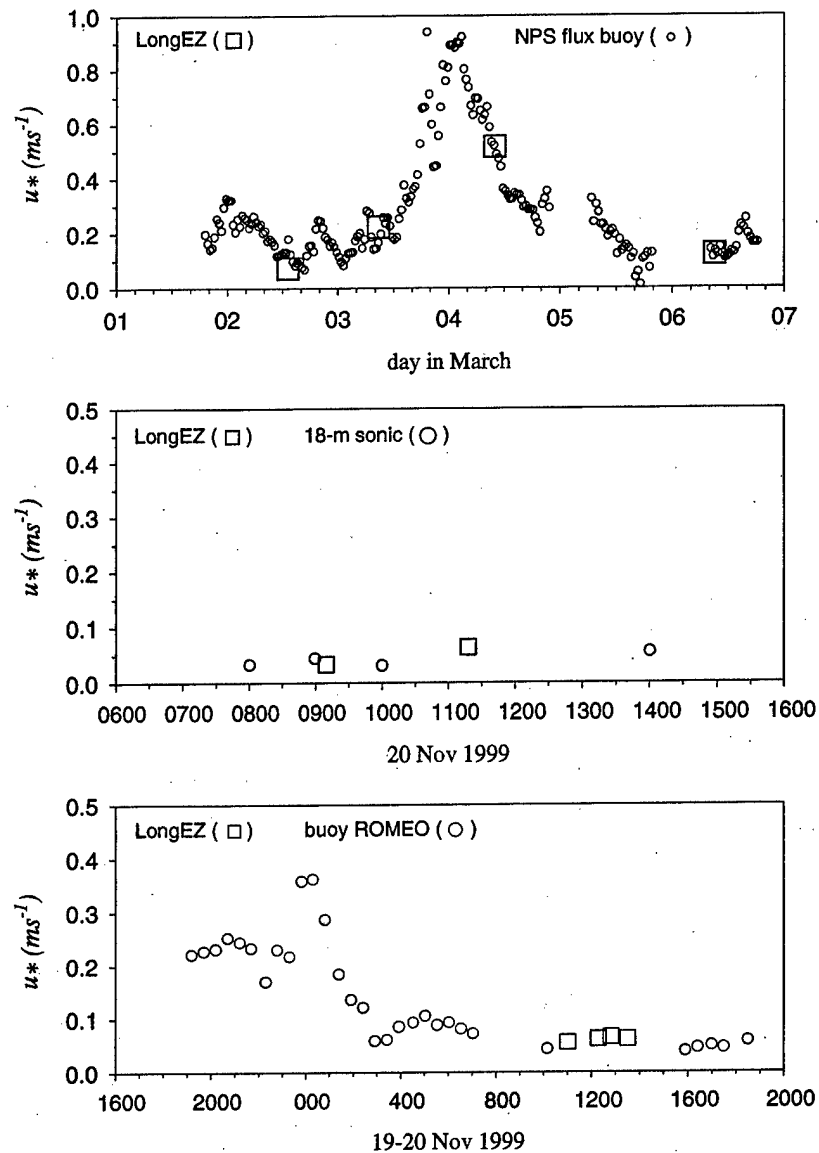 LongEZ ( □ ) NPS flux buoy ( ○ )
1.0
0.8
0.6
0.4
0.2
0.0
u* (ms⁻¹)
01 02 03 04 05 06 07
day in March
LongEZ ( □ ) 18-m sonic ( ○ )
0.5
0.4
0.3
0.2
0.1
0.0
u* (ms⁻¹)
0600 0700 0800 0900 1000 1100 1200 1300 1400 1500 1600
20 Nov 1999
LongEZ ( □ ) buoy ROMEO ( ○ )
0.5
0.4
0.3
0.2
0.1
0.0
u* (ms⁻¹)
1600 2000 000 400 800 1200 1600 2000
19-20 Nov 1999